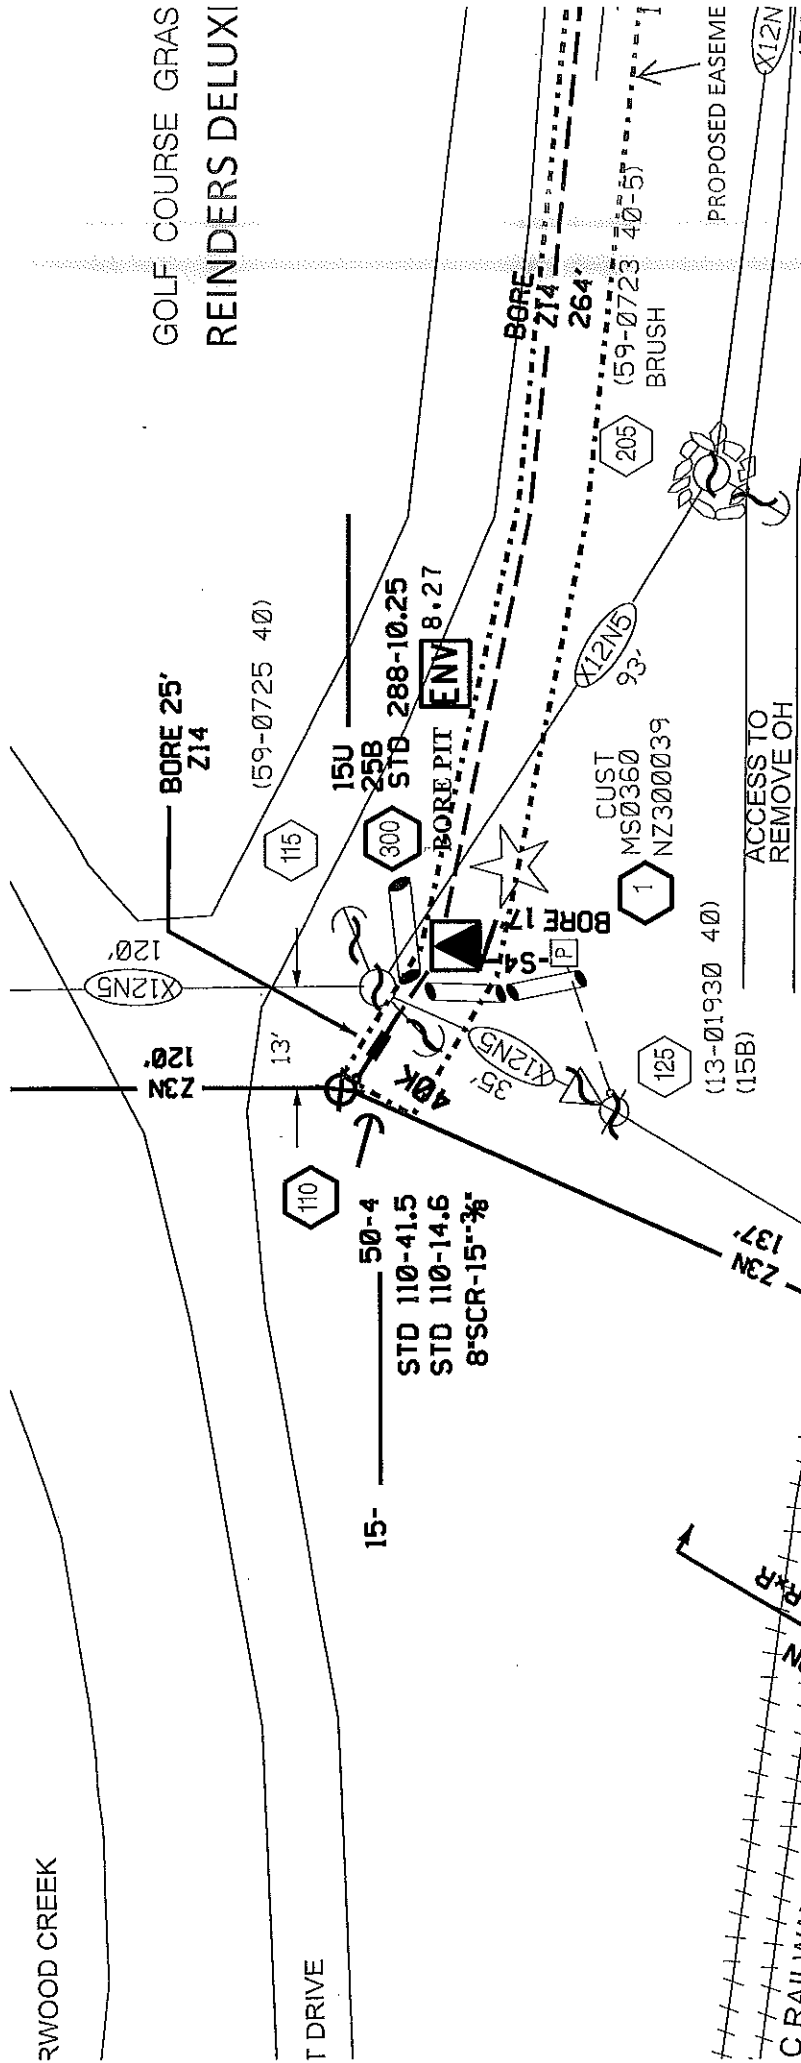 GOLF COURSE GRAS
REINDERS DELUXI
BORE 25'
Z14
(59-0725 40)
115
15U
25B
STD 288-10.25
ENV 8.27
300
BORE PIT
BORE
Z14
264'
(59-0723 40-5)
BRUSH
205
PROPOSED EASEME
X12N
X12N5
93'
X12N5
120'
Z3N
120'
13'
110
50-4
15-
STD 110-41.5
STD 110-14.6
8"SCR-15"-3/8"
40K
X12N5
35'
-S4-
BORE 17
P
CUST
MS0360
NZ300039
1
125
(13-01930 40)
(15B)
ACCESS TO
REMOVE OH
Z3N
137'
RxR
RWOOD CREEK
T DRIVE
C RAILWAY